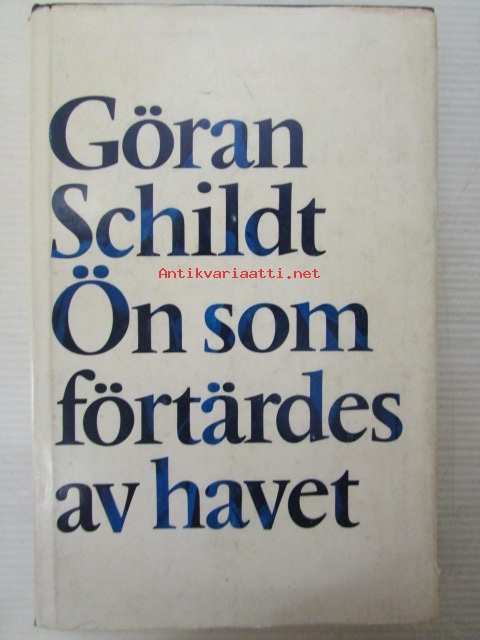 Göran
Schildt
Antikvariaatti.net
Ön som
förtärdes
av havet